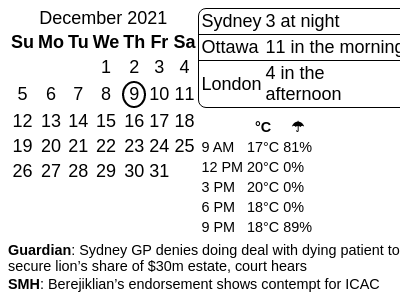 December 2021
Su Mo Tu We Th Fr Sa
1 2 3 4
5 6 7 8 9 10 11
12 13 14 15 16 17 18
19 20 21 22 23 24 25
26 27 28 29 30 31
Sydney 3 at night
Ottawa 11 in the morning
London 4 in the afternoon
°C ☂
9 AM 17°C 81%
12 PM 20°C 0%
3 PM 20°C 0%
6 PM 18°C 0%
9 PM 18°C 89%
Guardian: Sydney GP denies doing deal with dying patient to
secure lion's share of $30m estate, court hears
SMH: Berejiklian's endorsement shows contempt for ICAC